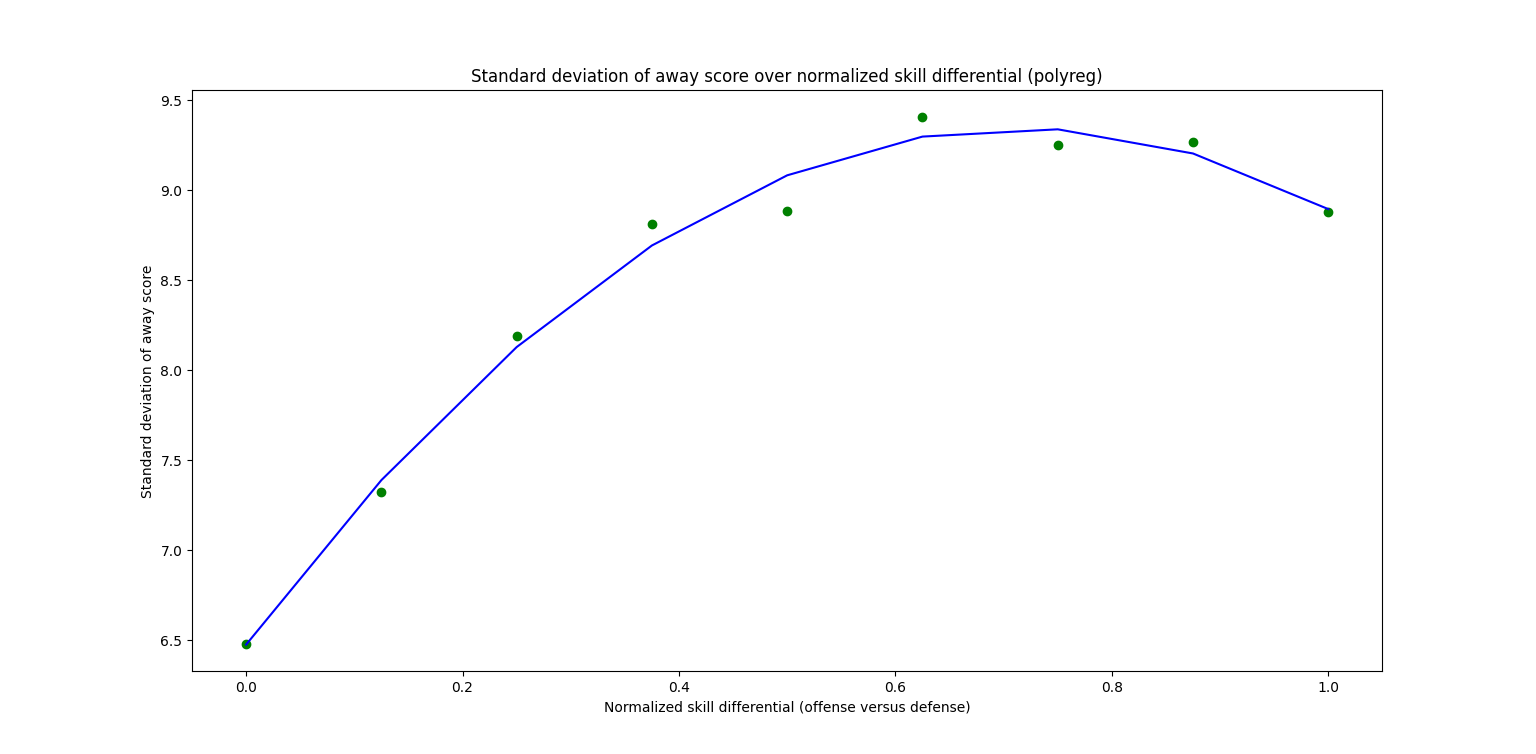 Standard deviation of away score over normalized skill differential (polyreg)
9.5
9.0
8.5
8.0
7.5
7.0
6.5
Standard deviation of away score
0.0 0.2 0.4 0.6 0.8 1.0
Normalized skill differential (offense versus defense)